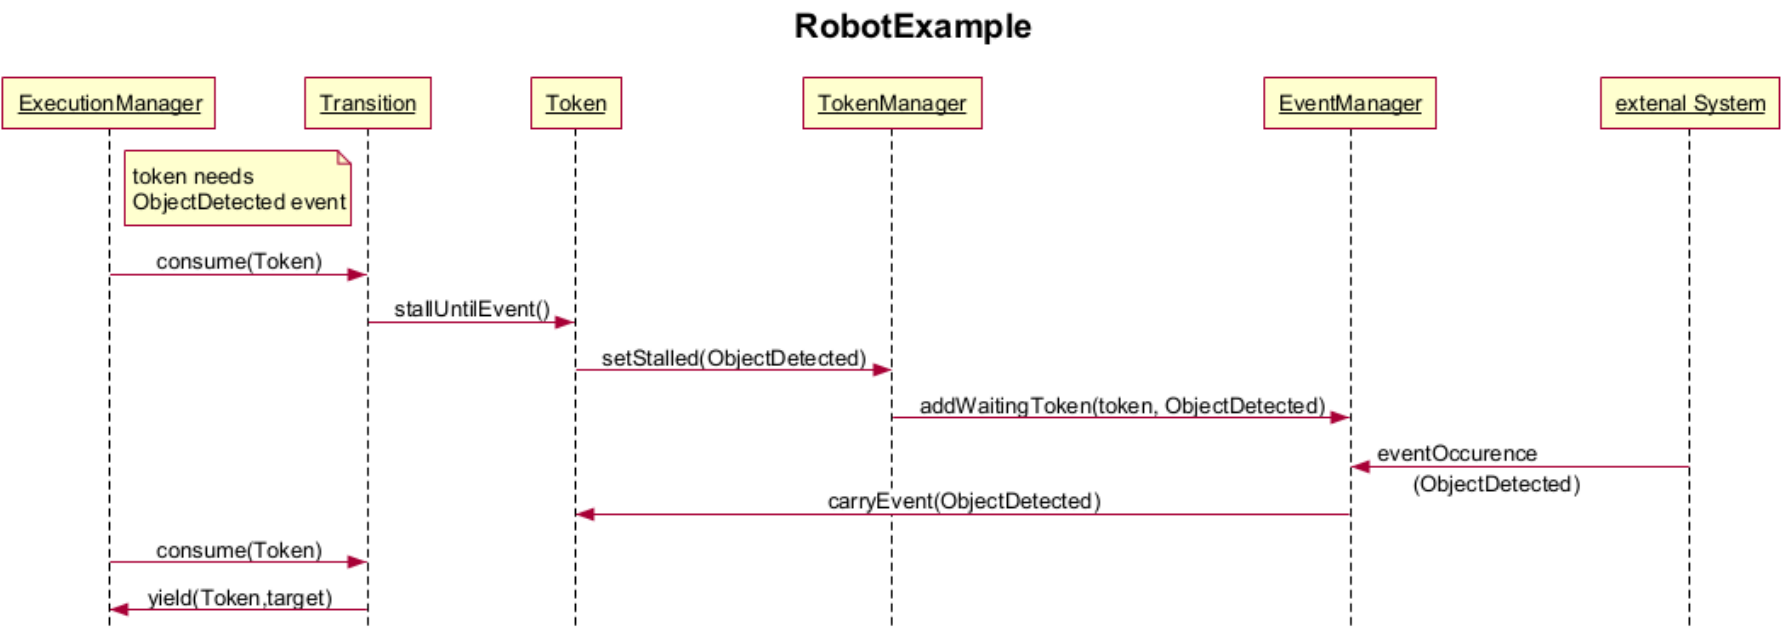 RobotExample
ExecutionManager
Transition
Token
TokenManager
EventManager
extenal System
token needs
ObjectDetected event
consume(Token)
stallUntilEvent()
setStalled(ObjectDetected)
addWaitingToken(token, ObjectDetected)
eventOccurence
(ObjectDetected)
carryEvent(ObjectDetected)
consume(Token)
yield(Token,target)